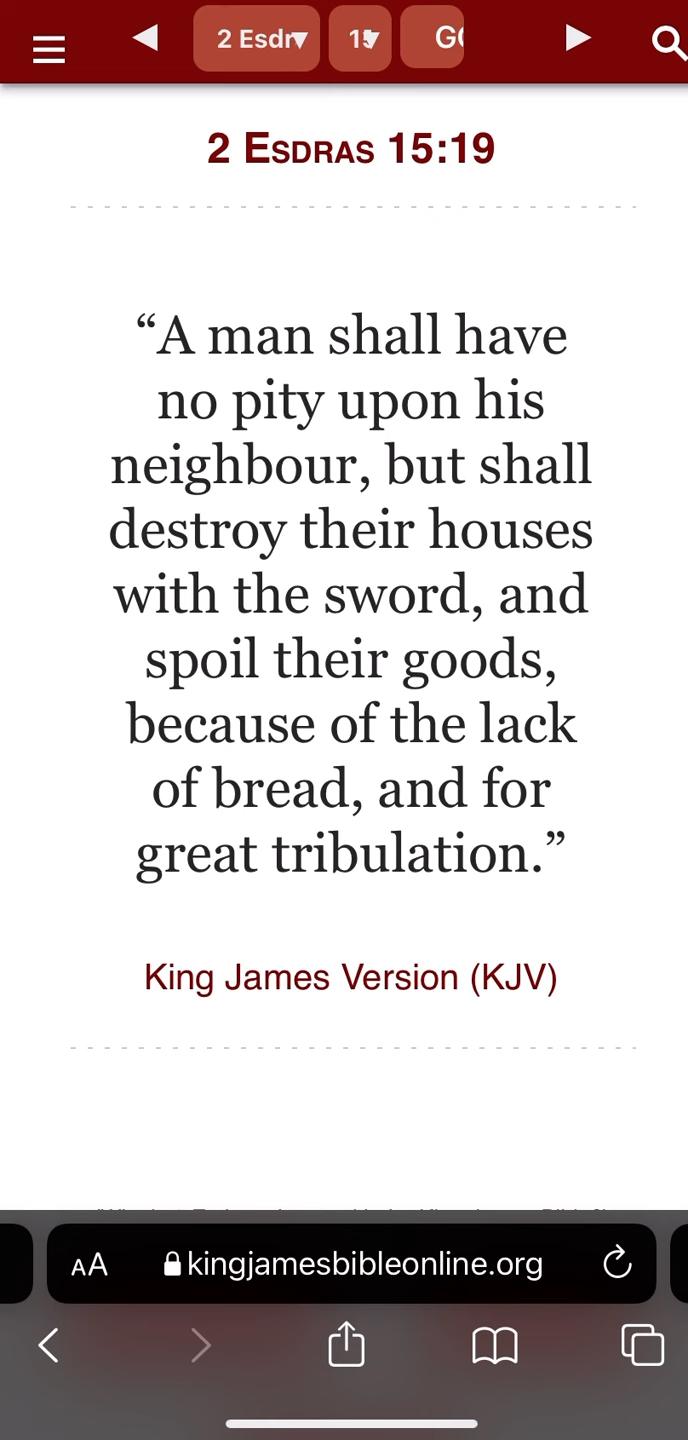 2 Esdr
15
GO
2 ESDRAS 15:19
“A man shall have
no pity upon his
neighbour, but shall
destroy their houses
with the sword, and
spoil their goods,
because of the lack
of bread, and for
great tribulation.”
King James Version (KJV)
AA kingjamesbibleonline.org